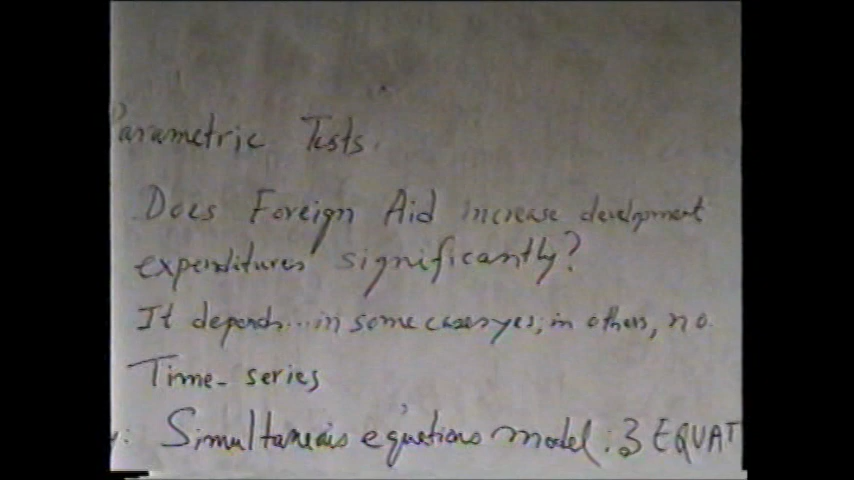 Parametric Tests.
Does Foreign Aid increase development
expenditures significantly?
It depends...in some cases yes; in others, no.
Time-series
: Simultaneous equations model: 3 EQUAT